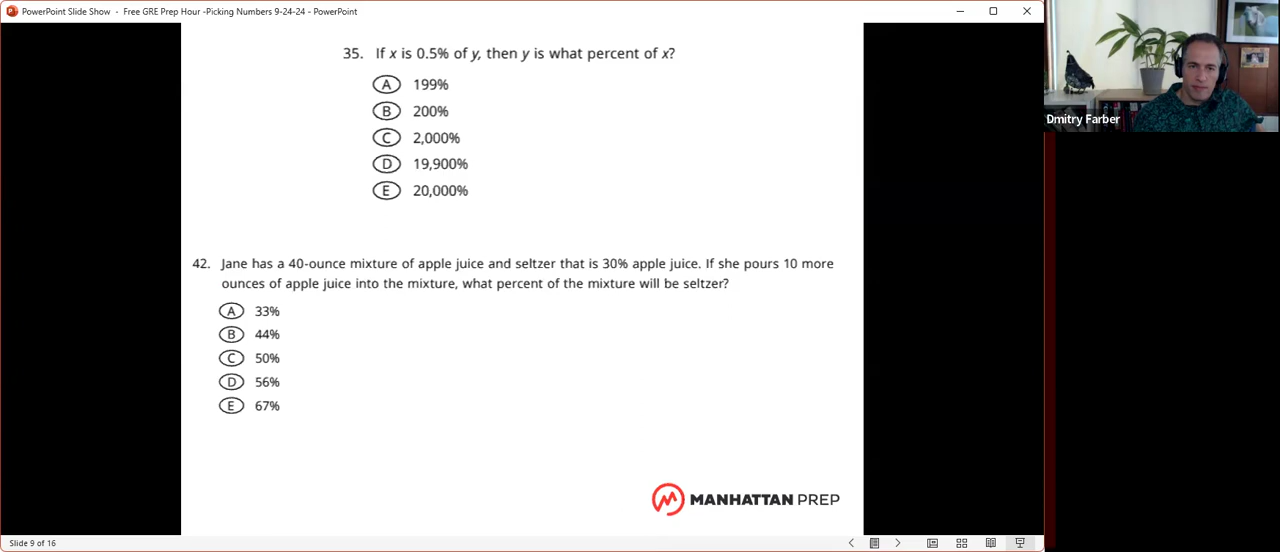 PowerPoint Slide Show - Free GRE Prep Hour -Picking Numbers 9-24-24 - PowerPoint
35. If x is 0.5% of y, then y is what percent of x?
A 199%
B 200%
C 2,000%
D 19,900%
E 20,000%
42. Jane has a 40-ounce mixture of apple juice and seltzer that is 30% apple juice. If she pours 10 more
ounces of apple juice into the mixture, what percent of the mixture will be seltzer?
A 33%
B 44%
C 50%
D 56%
E 67%
MANHATTAN PREP
Slide 9 of 16
Dmitry Farber